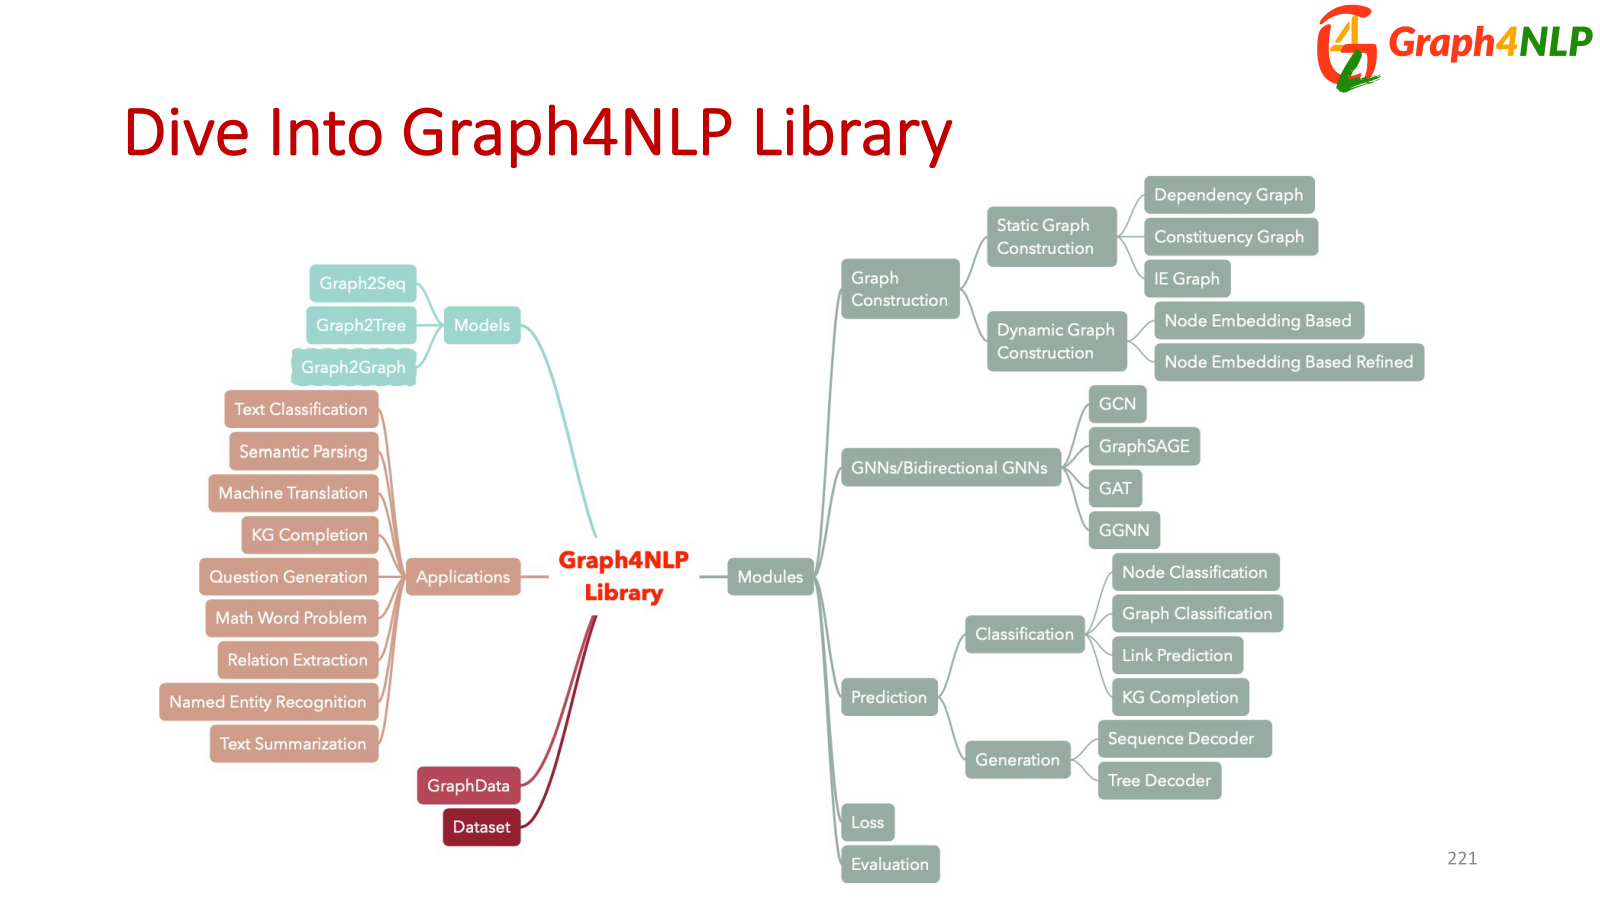 Graph4NLP
Dive Into Graph4NLP Library
Graph2Seq
Graph2Tree
Graph2Graph
Models
Text Classification
Semantic Parsing
Machine Translation
KG Completion
Question Generation
Math Word Problem
Relation Extraction
Named Entity Recognition
Text Summarization
Applications
GraphData
Dataset
Graph4NLP
Library
Modules
Graph
Construction
Static Graph
Construction
Dependency Graph
Constituency Graph
IE Graph
Dynamic Graph
Construction
Node Embedding Based
Node Embedding Based Refined
GNNs/Bidirectional GNNs
GCN
GraphSAGE
GAT
GGNN
Prediction
Classification
Node Classification
Graph Classification
Link Prediction
KG Completion
Generation
Sequence Decoder
Tree Decoder
Loss
Evaluation
221